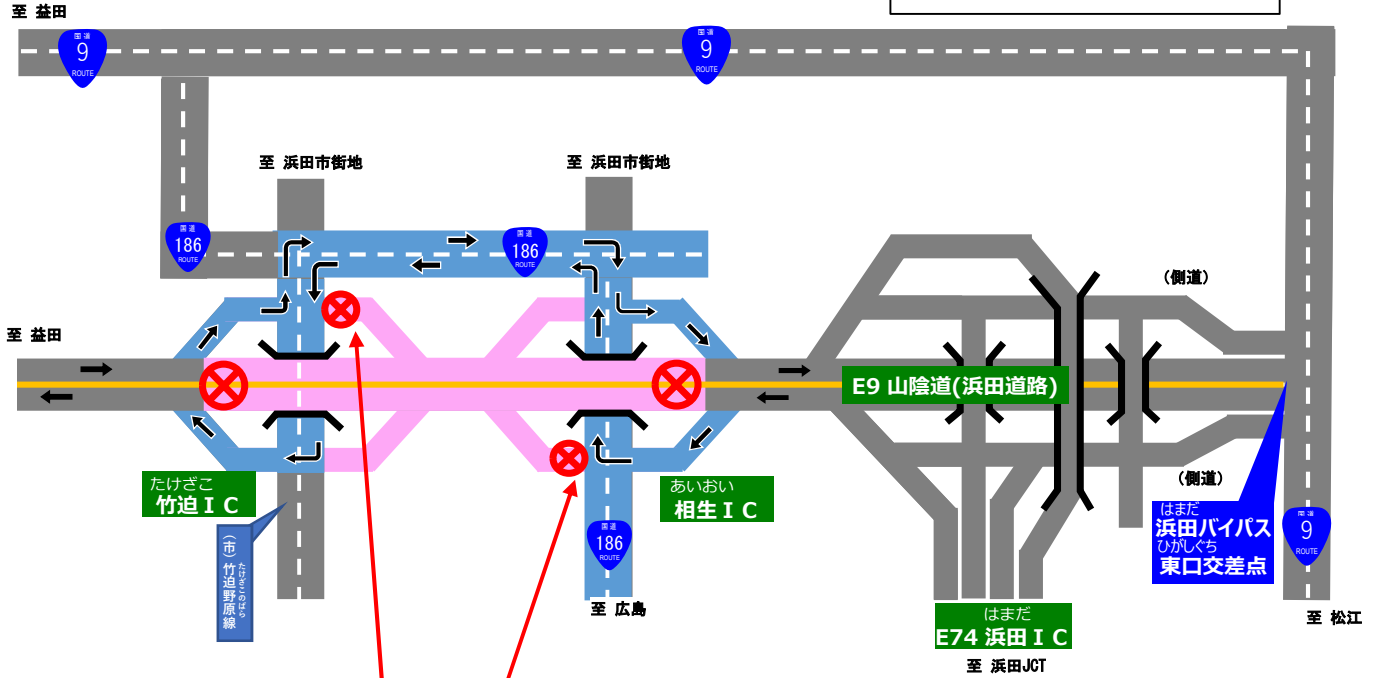 至 益田
国道
9
ROUTE
国道
9
ROUTE
至 浜田市街地
至 浜田市街地
国道
186
ROUTE
国道
186
ROUTE
(側道)
至 益田
E9 山陰道(浜田道路)
たけざこ
竹迫ＩＣ
あいおい
相生ＩＣ
(側道)
はまだ
浜田バイパス
ひがしぐち
東口交差点
国道
9
ROUTE
国道
186
ROUTE
(市)竹迫野原線
たけざこのばら
至 広島
はまだ
E74 浜田ＩＣ
至 浜田JCT
至 松江